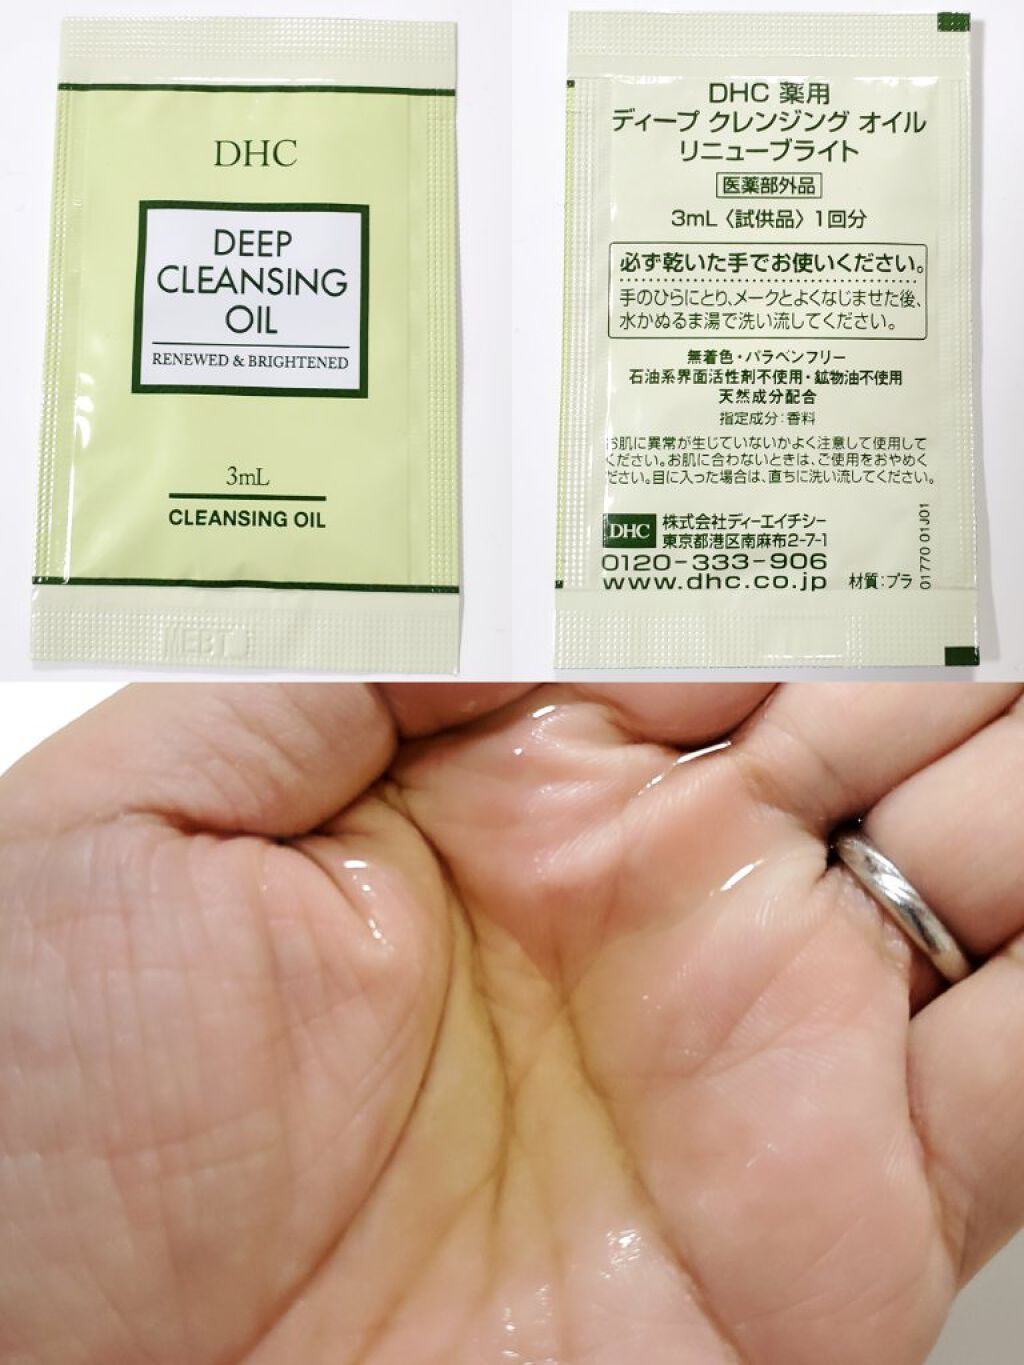 DHC
DEEP
CLEANSING
OIL
RENEWED & BRIGHTENED
3mL
CLEANSING OIL
DHC 薬用
ディープ クレンジング オイル
リニューブライト
医薬部外品
3mL〈試供品〉1回分
必ず乾いた手でお使いください。
手のひらにとり、メークとよくなじませた後、
水かぬるま湯で洗い流してください。
無着色・パラベンフリー
石油系界面活性剤不使用・鉱物油不使用
天然成分配合
指定成分：香料
お肌に異常が生じていないかよく注意して使用して
ください。お肌に合わないときは、ご使用をおやめく
ださい。目に入った場合は、直ちに洗い流してください。
DHC 株式会社ディーエイチシー
東京都港区南麻布2-7-1
0120-333-906
www.dhc.co.jp 材質：プラ
01770 01J01